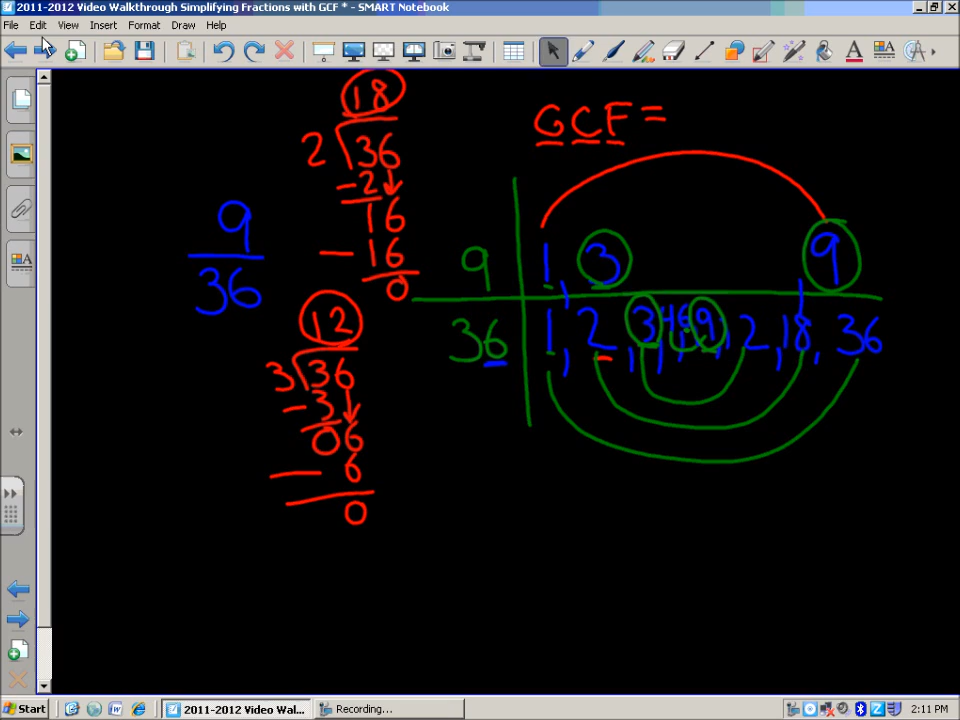 2011-2012 Video Walkthrough Simplifying Fractions with GCF * - SMART Notebook
File Edit View Insert Format Draw Help
18
2 36
-2
16
- 16
0
GCF =
9
36
9 1, 3, 9
36 1, 2, 3, 4, 6, 9, 12, 18, 36
12
3 36
- 3
06
- 6
0
Start 2011-2012 Video Wal... Recording... 2:11 PM